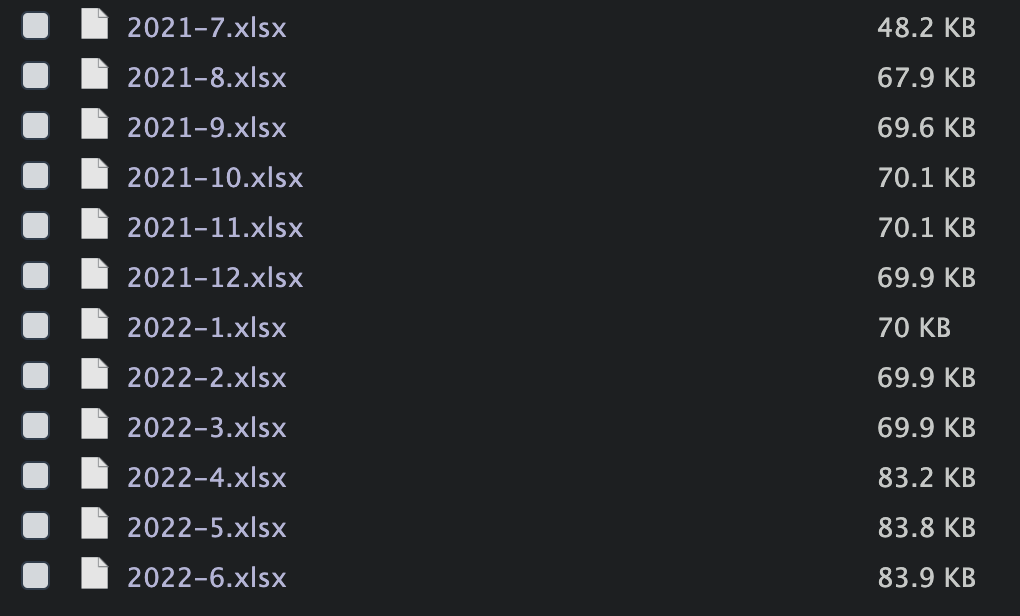 2021-7.xlsx 48.2 KB
2021-8.xlsx 67.9 KB
2021-9.xlsx 69.6 KB
2021-10.xlsx 70.1 KB
2021-11.xlsx 70.1 KB
2021-12.xlsx 69.9 KB
2022-1.xlsx 70 KB
2022-2.xlsx 69.9 KB
2022-3.xlsx 69.9 KB
2022-4.xlsx 83.2 KB
2022-5.xlsx 83.8 KB
2022-6.xlsx 83.9 KB